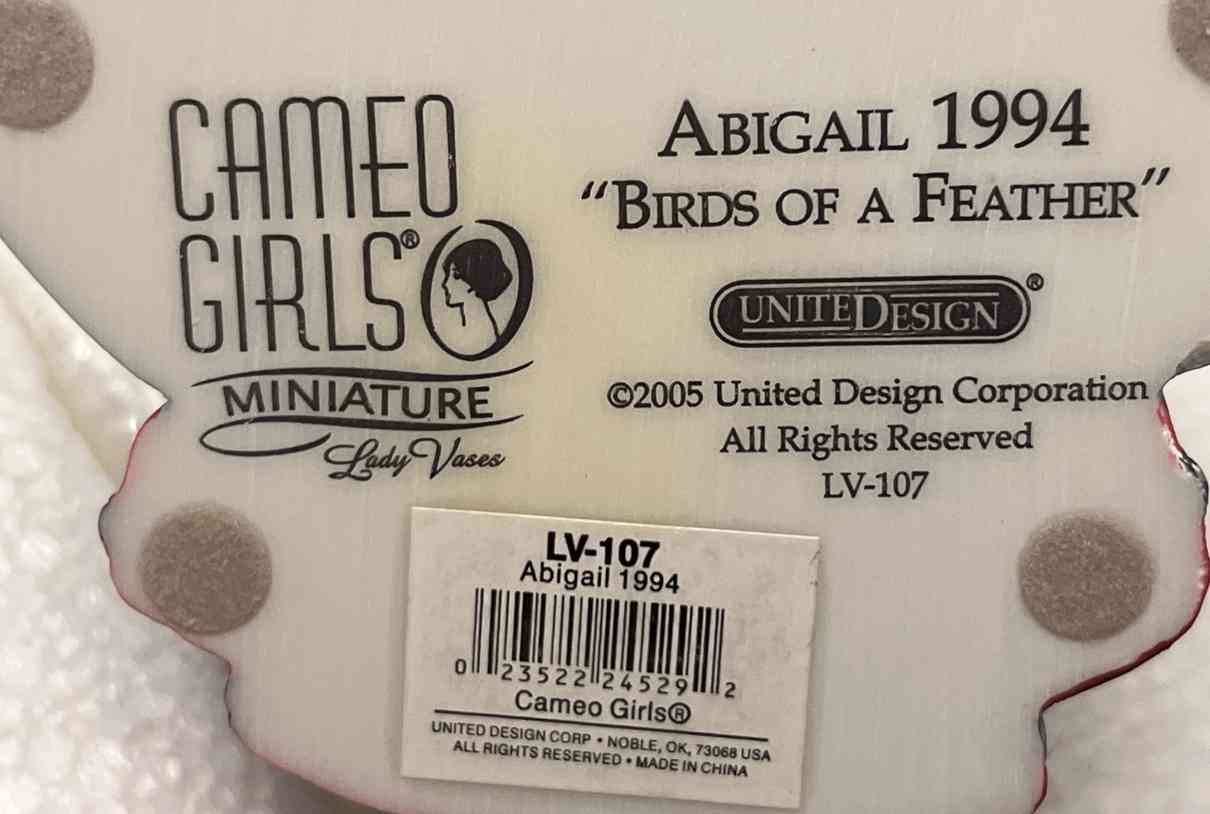 CAMEO
GIRLS®
MINIATURE
Lady Vases
ABIGAIL 1994
“BIRDS OF A FEATHER”
UNITEDESIGN®
©2005 United Design Corporation
All Rights Reserved
LV-107
LV-107
Abigail 1994
0 23522 24529 2
Cameo Girls®
UNITED DESIGN CORP • NOBLE, OK, 73068 USA
ALL RIGHTS RESERVED • MADE IN CHINA